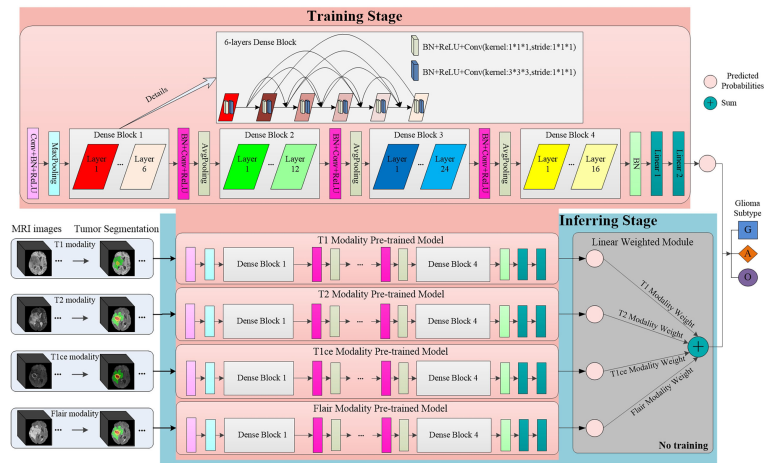 Training Stage
6-layers Dense Block
BN+ReLU+Conv(kernel:1*1*1,stride:1*1*1)
BN+ReLU+Conv(kernel:3*3*3,stride:1*1*1)
Details
Predicted
Probabilities
Sum
Conv+BN+ReLU
MaxPooling
Dense Block 1
Layer
1
...
Layer
6
BN+Conv+ReLU
AvgPooling
Dense Block 2
Layer
1
...
Layer
12
BN+Conv+ReLU
AvgPooling
Dense Block 3
Layer
1
...
Layer
24
BN+Conv+ReLU
AvgPooling
Dense Block 4
Layer
1
...
Layer
16
BN
Linear 1
Linear 2
Glioma
Subtype
G
A
O
Inferring Stage
MRI images
Tumor Segmentation
T1 modality
... ...
T2 modality
... ...
T1ce modality
... ...
Flair modality
... ...
T1 Modality Pre-trained Model
Dense Block 1
...
Dense Block 4
T2 Modality Pre-trained Model
Dense Block 1
...
Dense Block 4
T1ce Modality Pre-trained Model
Dense Block 1
...
Dense Block 4
Flair Modality Pre-trained Model
Dense Block 1
...
Dense Block 4
Linear Weighted Module
T1 Modality Weight
T2 Modality Weight
T1ce Modality Weight
Flair Modality Weight
No training